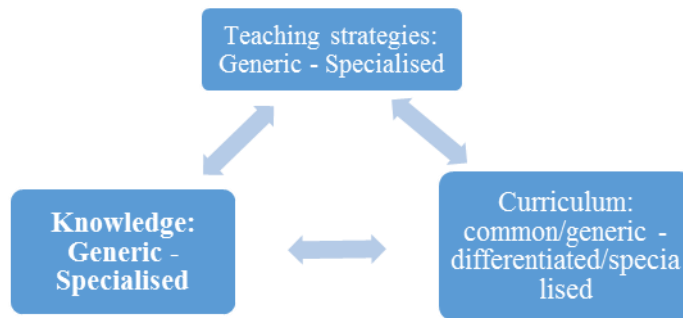 Teaching strategies:
Generic - Specialised
Knowledge:
Generic -
Specialised
Curriculum:
common/generic -
differentiated/specia
lised